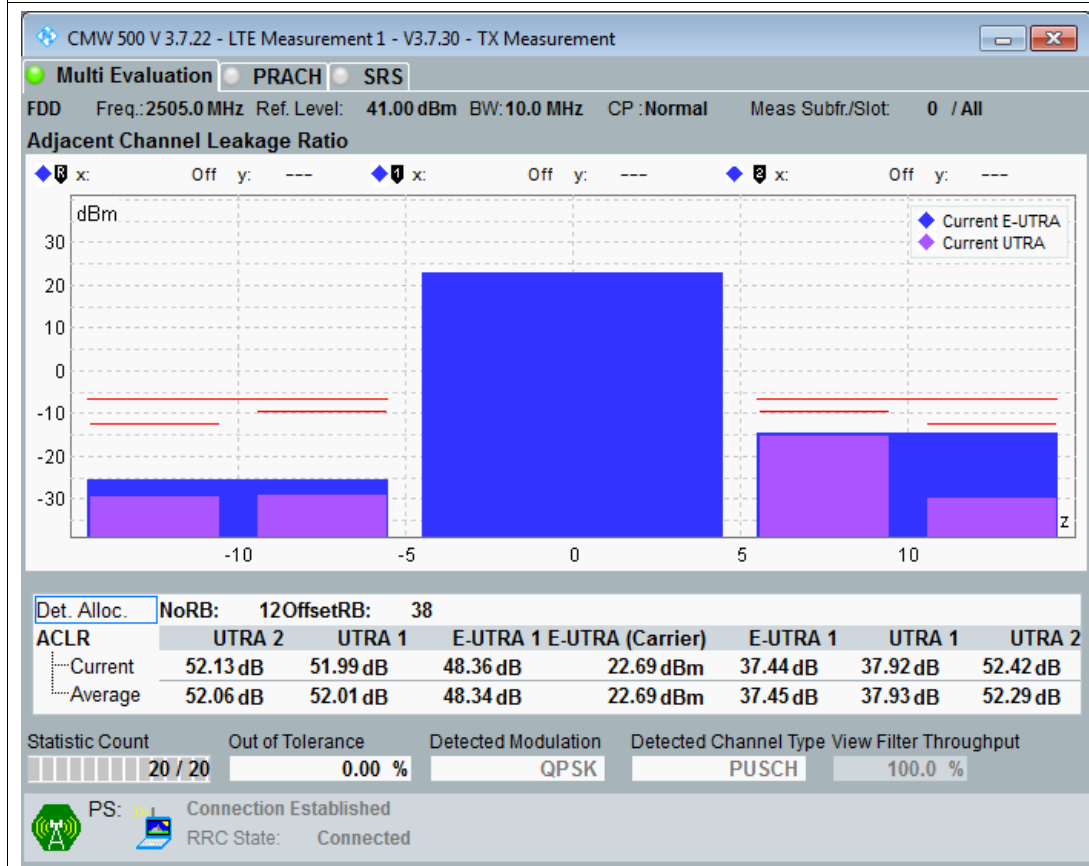 CMW 500 V 3.7.22 - LTE Measurement 1 - V3.7.30 - TX Measurement
Multi Evaluation PRACH SRS
FDD Freq.: 2505.0 MHz Ref. Level: 41.00 dBm BW: 10.0 MHz CP : Normal Meas Subfr./Slot: 0 / All
Adjacent Channel Leakage Ratio
R x: Off y: --- 1 x: Off y: --- 2 x: Off y: ---
dBm
Current E-UTRA
Current UTRA
30
20
10
0
-10
-20
-30
z
-10 -5 0 5 10
Det. Alloc. NoRB: 12 OffsetRB: 38
ACLR UTRA 2 UTRA 1 E-UTRA 1 E-UTRA (Carrier) E-UTRA 1 UTRA 1 UTRA 2
Current 52.13 dB 51.99 dB 48.36 dB 22.69 dBm 37.44 dB 37.92 dB 52.42 dB
Average 52.06 dB 52.01 dB 48.34 dB 22.69 dBm 37.45 dB 37.93 dB 52.29 dB
Statistic Count Out of Tolerance Detected Modulation Detected Channel Type View Filter Throughput
20 / 20 0.00 % QPSK PUSCH 100.0 %
PS: Connection Established
RRC State: Connected